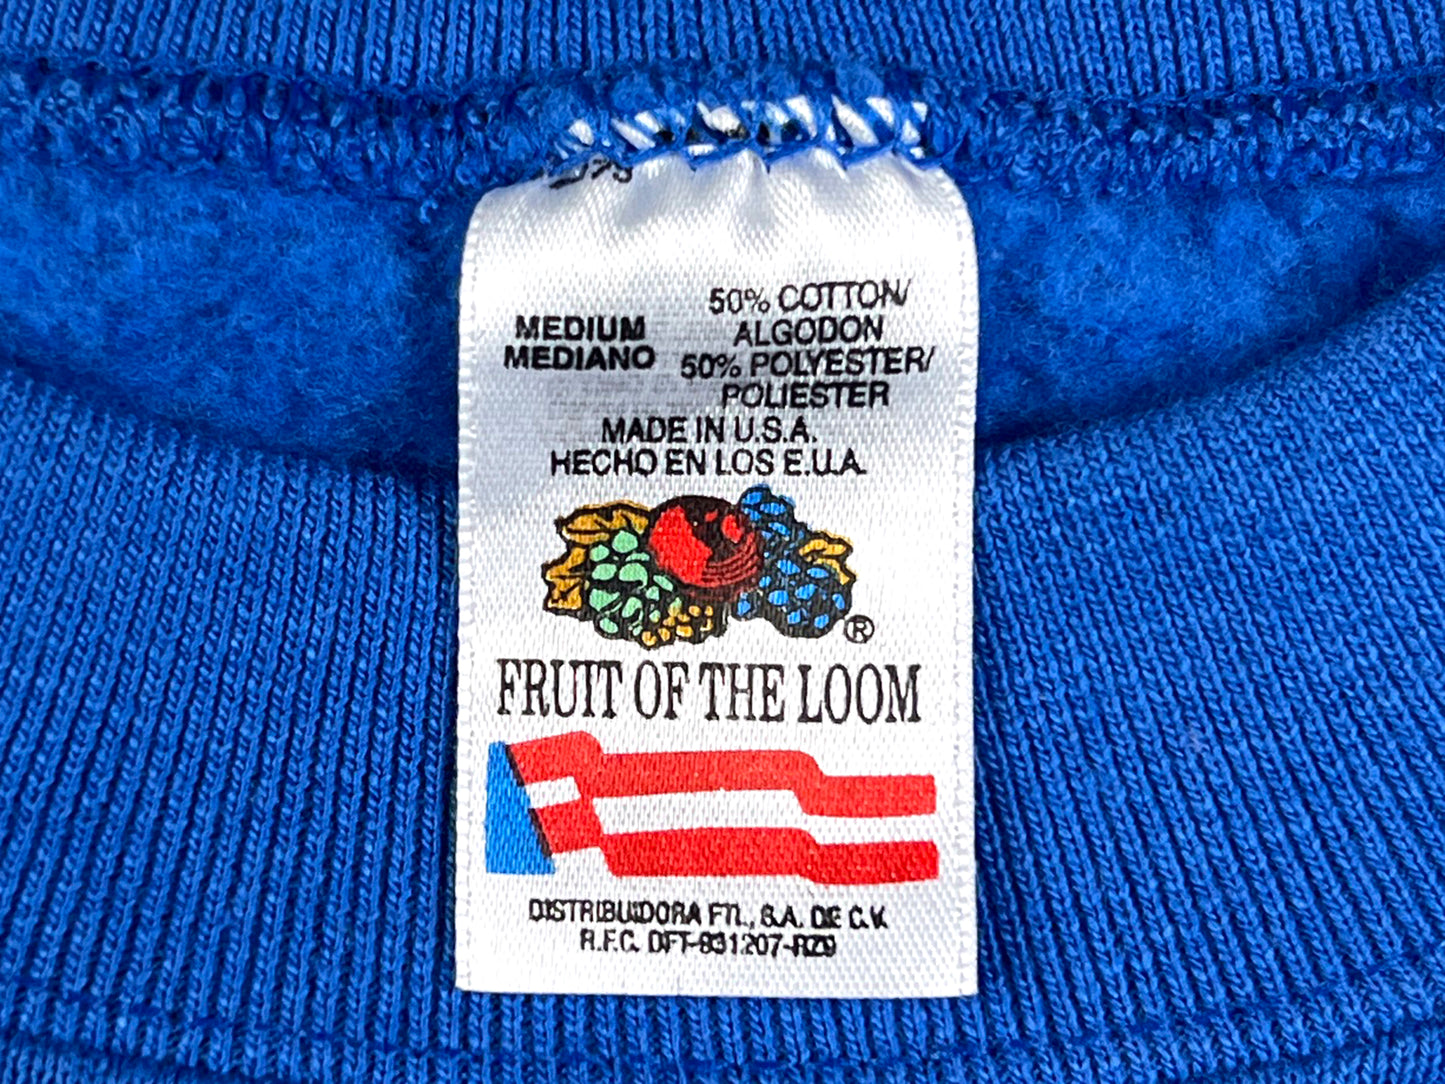 MEDIUM
MEDIANO
50% COTTON/
ALGODON
50% POLYESTER/
POLIESTER
MADE IN U.S.A.
HECHO EN LOS E.U.A.
®
FRUIT OF THE LOOM
DISTRIBUIDORA FTL, S.A. DE C.V.
R.F.C. DFT-931207-RZ9